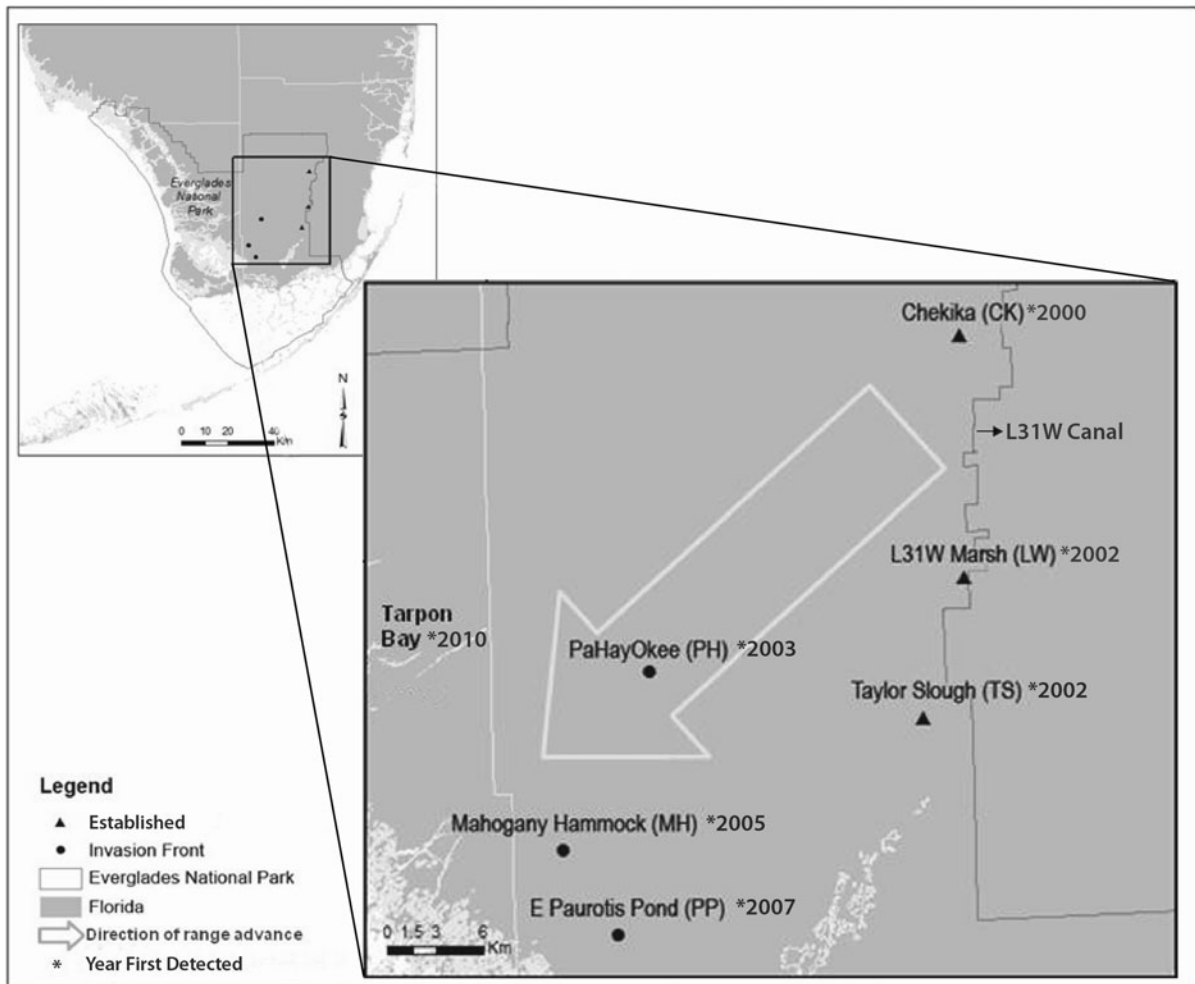 Everglades
National
Park
N
0 10 20 40
Km
Chekika (CK) *2000
L31W Canal
L31W Marsh (LW) *2002
Tarpon
Bay *2010
PaHayOkee (PH) *2003
Taylor Slough (TS) *2002
Mahogany Hammock (MH) *2005
E Paurotis Pond (PP) *2007
0 1.5 3 6
Km
Legend
Established
Invasion Front
Everglades National Park
Florida
Direction of range advance
* Year First Detected